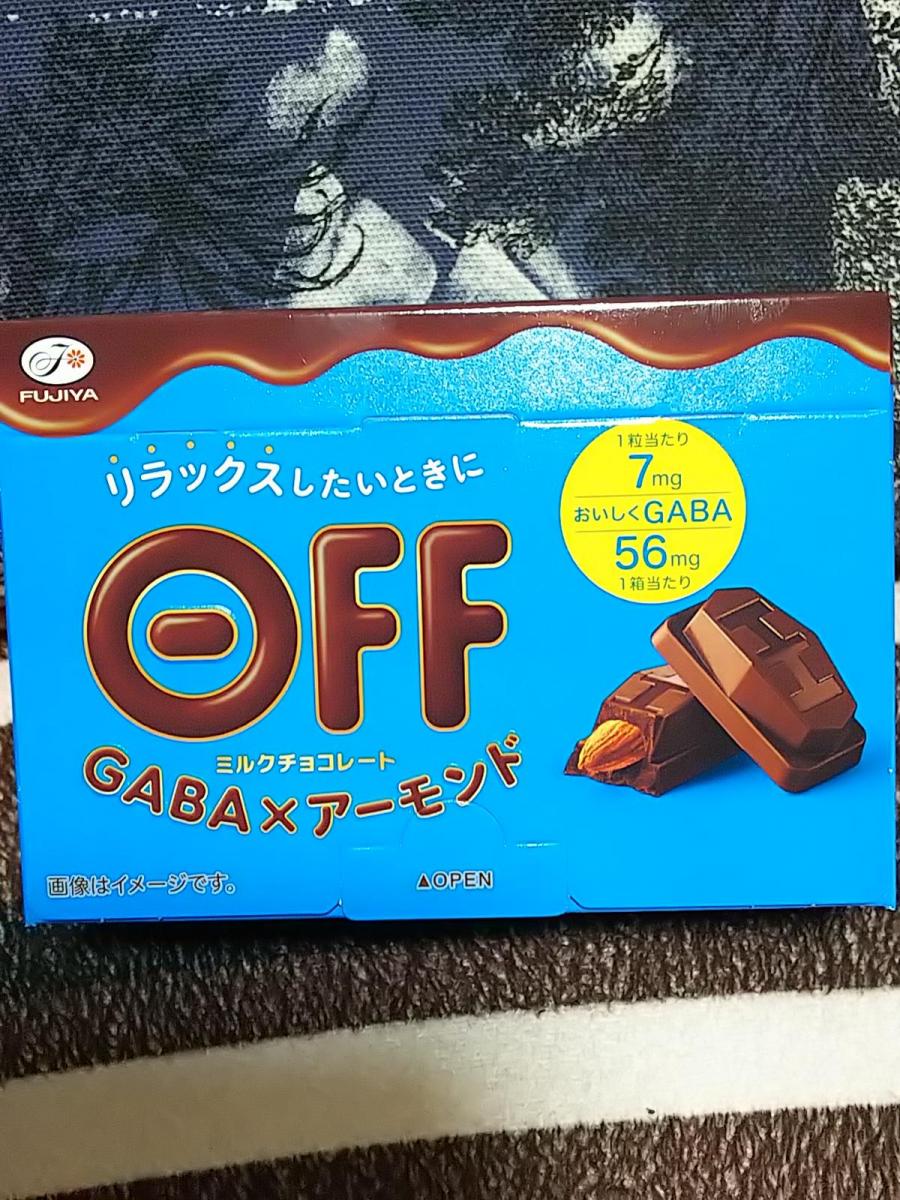 FUJIYA
リラックスしたいときに
OFF
ミルクチョコレート
GABA×アーモンド
1粒当たり
7mg
おいしくGABA
56mg
1箱当たり
画像はイメージです。
▲OPEN